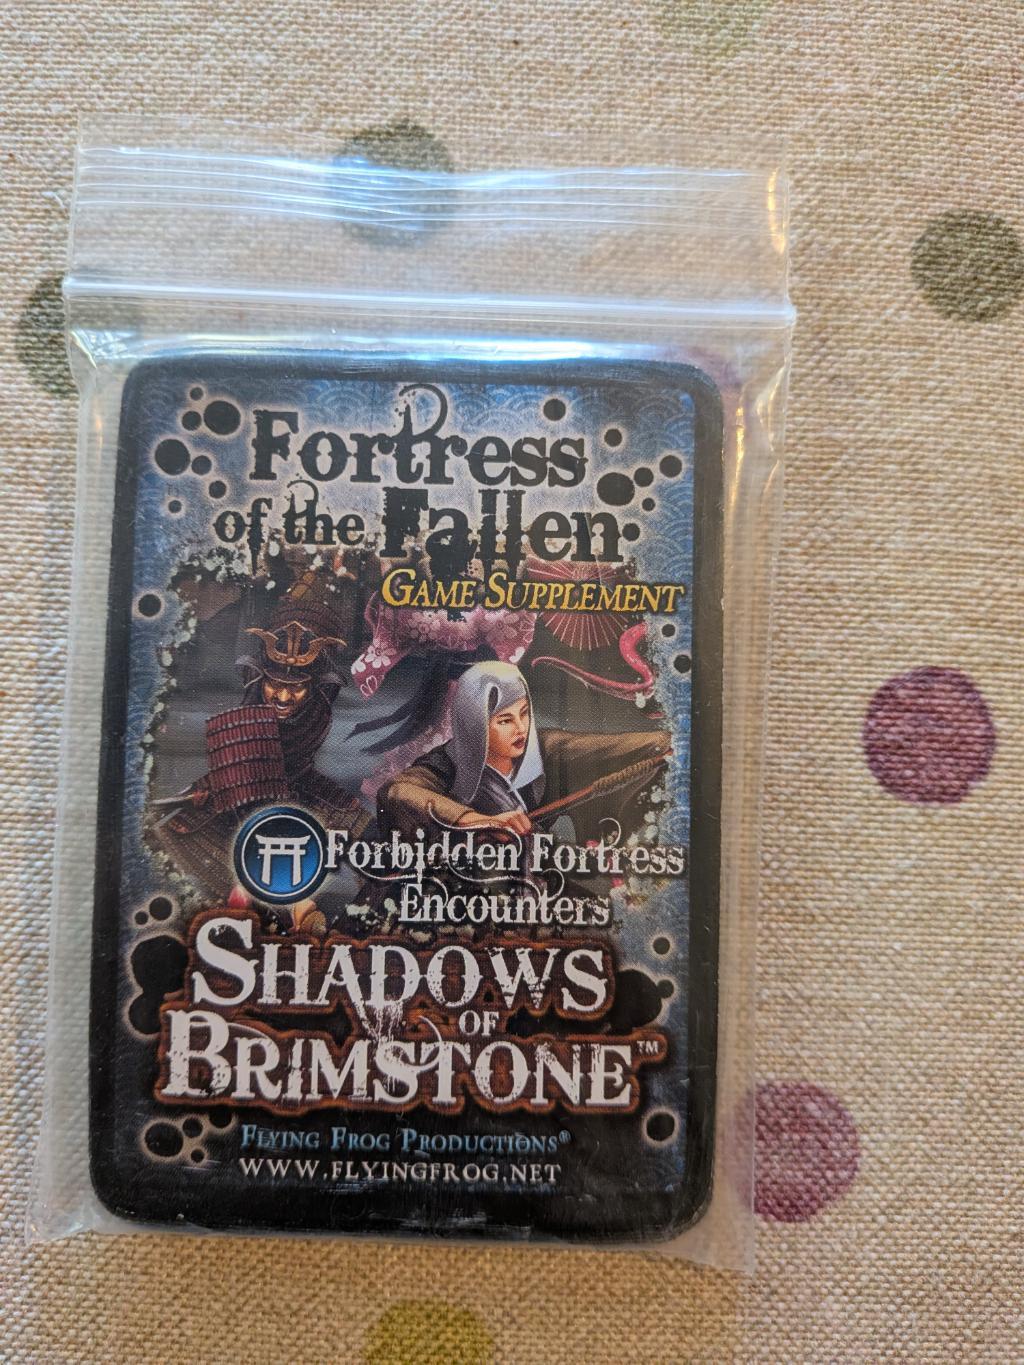 Fortress
of the Fallen
Game Supplement
Forbidden Fortress
Encounters
Shadows
of
Brimstone™
Flying Frog Productions®
www.flyingfrog.net